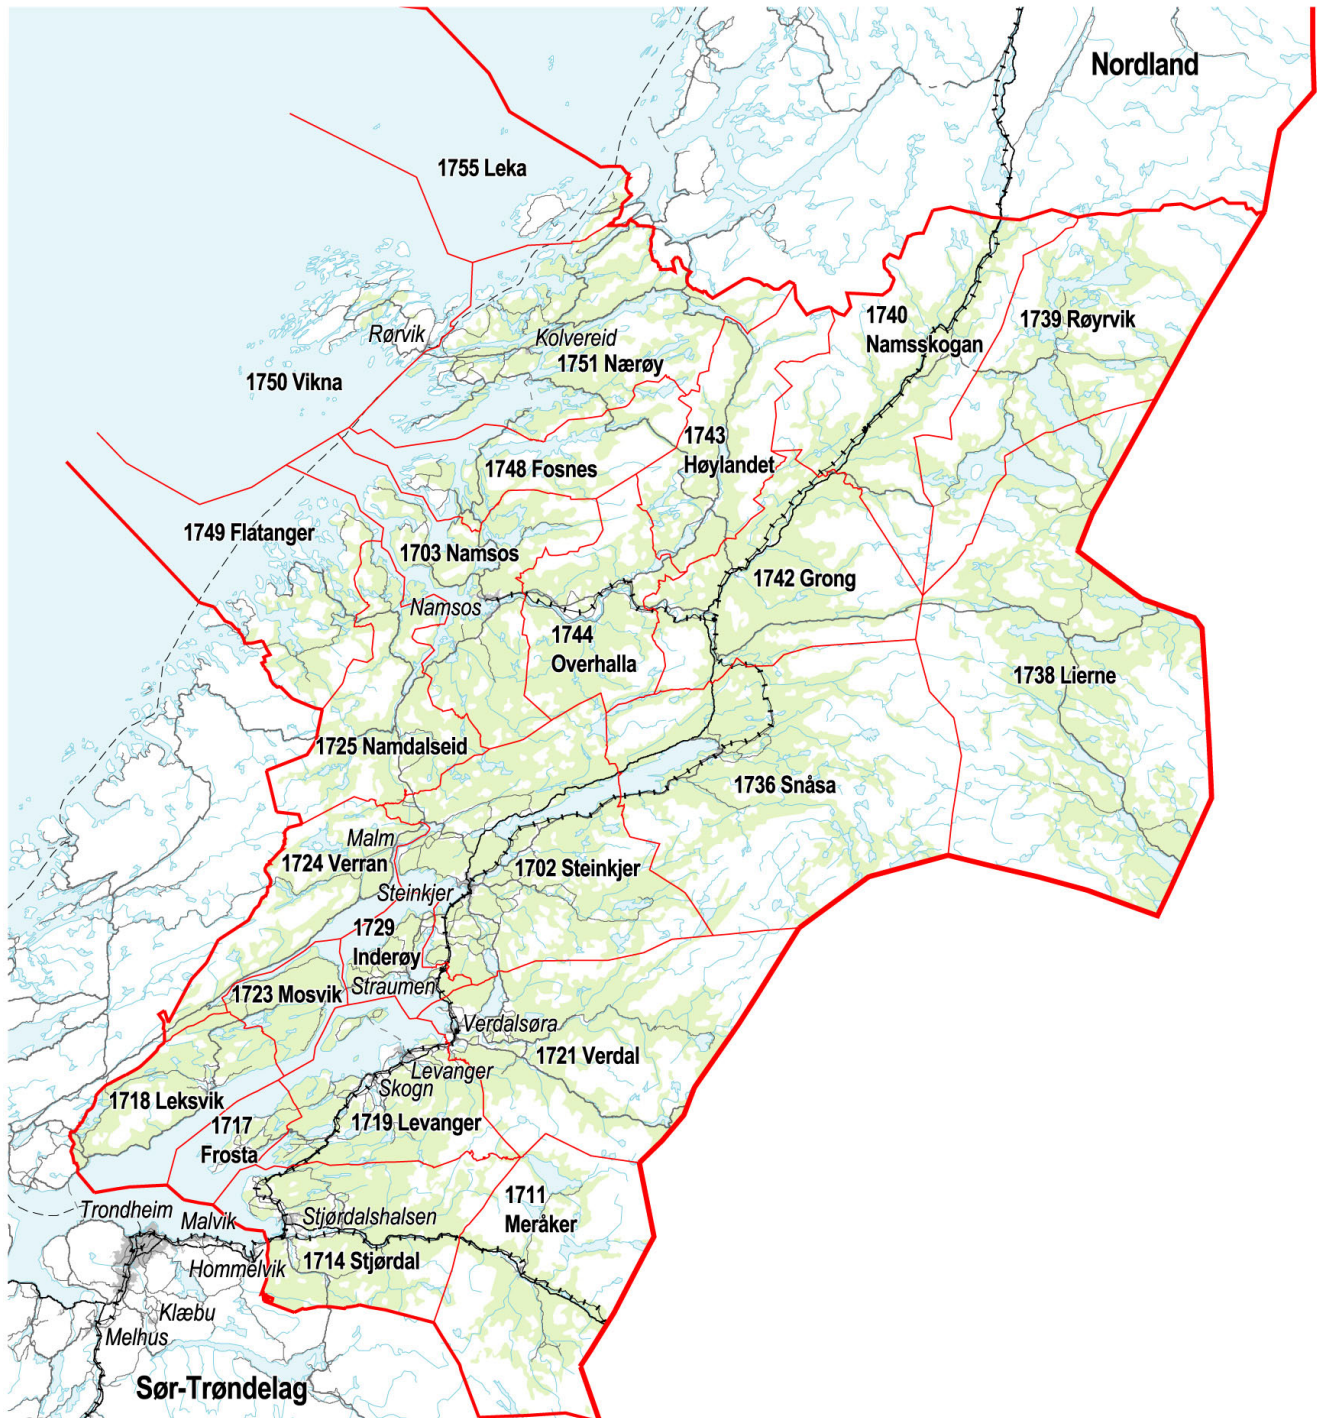 Nordland
1755 Leka
1740
Namsskogan
1739 Røyrvik
Rørvik
Kolvereid
1751 Nærøy
1750 Vikna
1743
Høylandet
1748 Fosnes
1749 Flatanger
1703 Namsos
1742 Grong
Namsos
1744
Overhalla
1738 Lierne
1725 Namdalseid
1736 Snåsa
Malm
1724 Verran
1702 Steinkjer
Steinkjer
1729
Inderøy
Straumen
1723 Mosvik
Verdalsøra
1721 Verdal
Levanger
Skogn
1718 Leksvik
1719 Levanger
1717
Frosta
1711
Meråker
Trondheim
Malvik
Stjørdalshalsen
1714 Stjørdal
Hommelvik
Klæbu
Melhus
Sør-Trøndelag